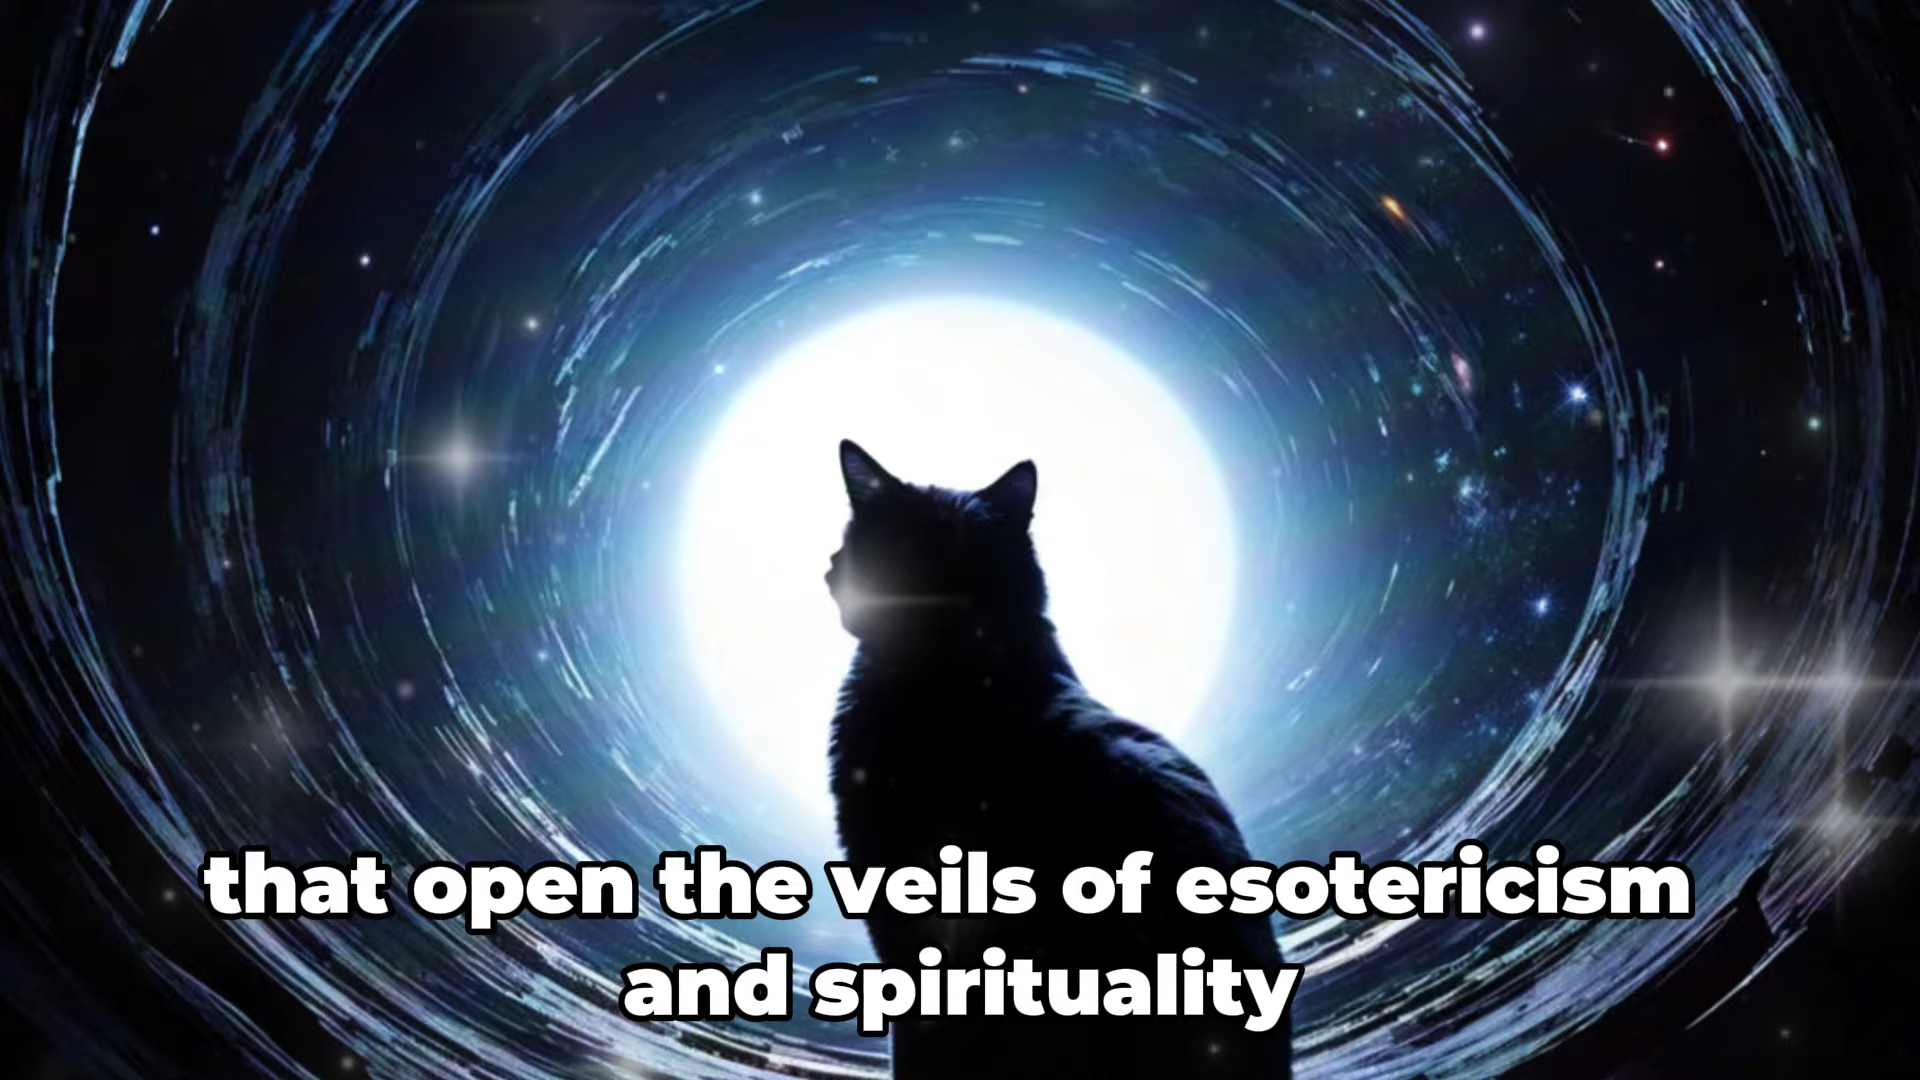 that open the veils of esotericism
and spirituality